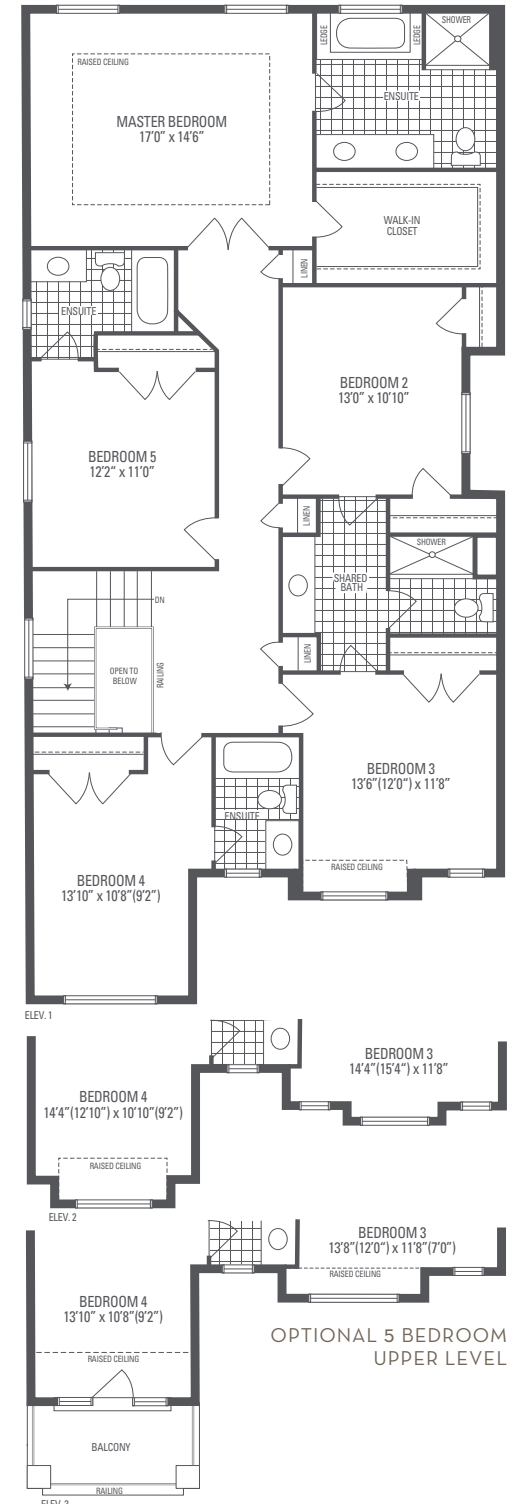 LEDGE
LEDGE
SHOWER
RAISED CEILING
ENSUITE
MASTER BEDROOM
17'0" x 14'6"
WALK-IN
CLOSET
LINEN
ENSUITE
BEDROOM 2
13'0" x 10'10"
BEDROOM 5
12'2" x 11'0"
LINEN
SHOWER
SHARED
BATH
DN
OPEN TO
BELOW
RAILING
LINEN
BEDROOM 3
13'6"(12'0") x 11'8"
ENSUITE
RAISED CEILING
BEDROOM 4
13'10" x 10'8"(9'2")
ELEV. 1
BEDROOM 3
14'4"(15'4") x 11'8"
BEDROOM 4
14'4"(12'10") x 10'10"(9'2")
RAISED CEILING
ELEV. 2
BEDROOM 3
13'8"(12'0") x 11'8"(7'0")
RAISED CEILING
BEDROOM 4
13'10" x 10'8"(9'2")
OPTIONAL 5 BEDROOM
UPPER LEVEL
RAISED CEILING
BALCONY
RAILING
ELEV. 3